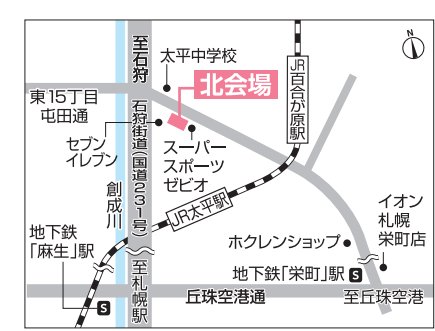 N
至石狩
太平中学校
北会場
JR百合が原駅
東15丁目
屯田通
石狩街道(国道231号)
セブン
イレブン
スーパー
スポーツ
ゼビオ
創成川
JR太平駅
イオン
札幌
栄町店
地下鉄
「麻生」駅
S
ホクレンショップ
地下鉄「栄町」駅 S
至札幌駅
丘珠空港通
至丘珠空港